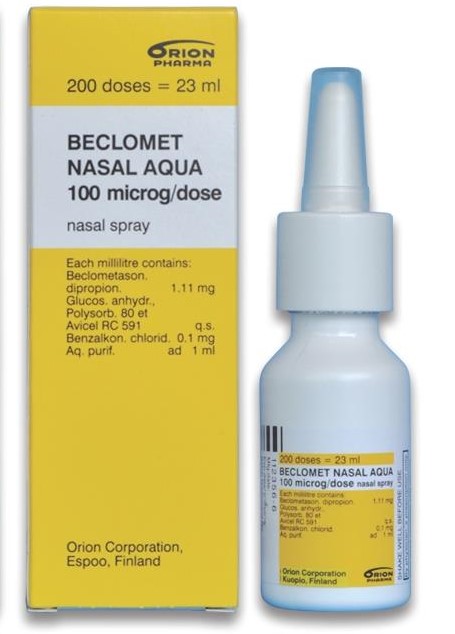 ORION
PHARMA
200 doses = 23 ml
BECLOMET
NASAL AQUA
100 microg/dose
nasal spray
Each millilitre contains:
Beclometason.
dipropion. 1.11 mg
Glucos. anhydr.,
Polysorb. 80 et
Avicel RC 591 q.s.
Benzalkon. chlorid. 0.1 mg
Aq. purif. ad 1 ml
Orion Corporation,
Espoo, Finland
200 doses = 23 ml
BECLOMET NASAL AQUA
100 microg/dose nasal spray
Each millilitre contains:
Beclometason. dipropion. 1.11 mg
Glucos. anhydr.,
Polysorb. 80 et
Avicel RC 591 q.s.
Benzalkon. chlorid. 0.1 mg
Aq. purif. ad 1 ml
Orion Corporation
Kuopio, Finland
ORION
PHARMA
SHAKE WELL BEFORE USE